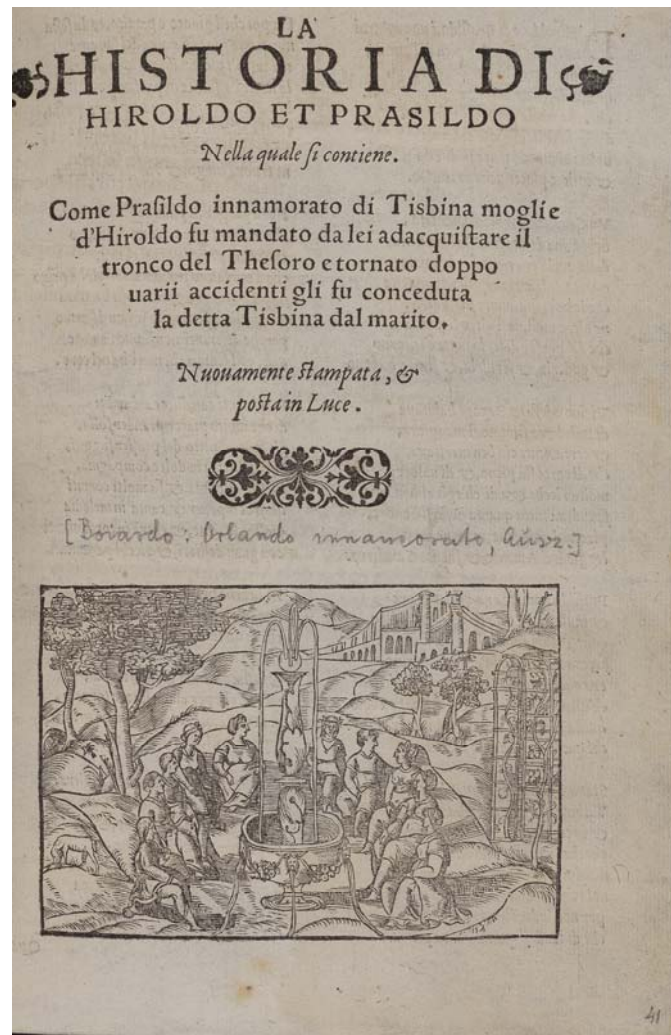 LA
HISTORIA DI
HIROLDO ET PRASILDO
Nella quale ſi contiene.
Come Praſildo innamorato di Tisbina moglie
d'Hiroldo fu mandato da lei adacquiſtare il
tronco del Theſoro e tornato doppo
uarii accidenti gli fu conceduta
la detta Tisbina dal marito.
Nuouamente ſtampata, &
poſta in Luce.
[Boiardo: Orlando innamorato, Ausz.]
41